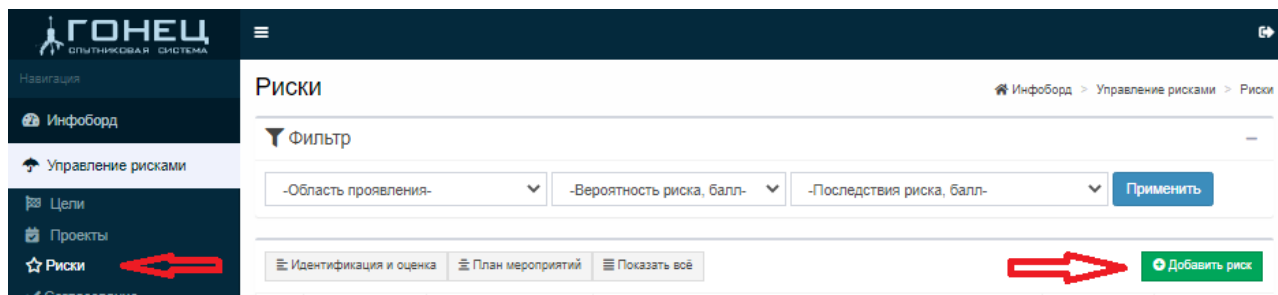 ГОНЕЦ
СПУТНИКОВАЯ СИСТЕМА
Навигация
Инфоборд
Управление рисками
Цели
Проекты
Риски
Согласование
Риски
Инфоборд > Управление рисками > Риски
Фильтр
-Область проявления- -Вероятность риска, балл- -Последствия риска, балл- Применить
Идентификация и оценка План мероприятий Показать всё Добавить риск